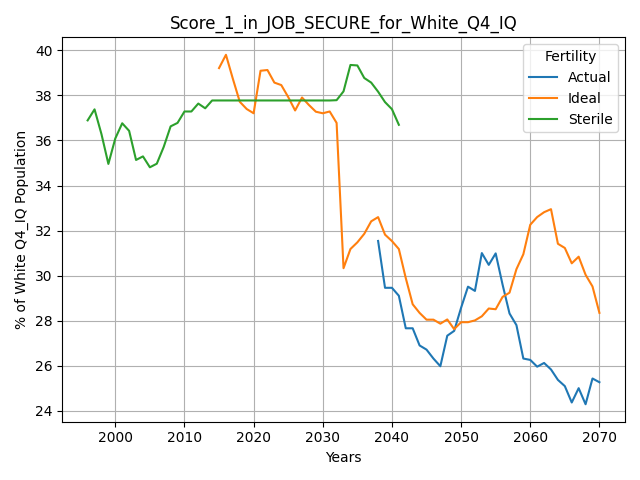 Score_1_in_JOB_SECURE_for_White_Q4_IQ
Fertility
Actual
Ideal
Sterile
% of White Q4_IQ Population
40
38
36
34
32
30
28
26
24
2000
2010
2020
2030
2040
2050
2060
2070
Years